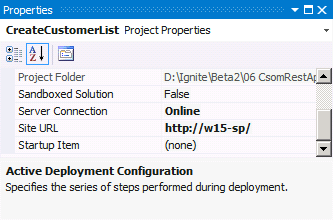 Properties
CreateCustomerList Project Properties
Project Folder D:\Ignite\Beta2\06 CsomRestAp
Sandboxed Solution False
Server Connection Online
Site URL http://w15-sp/
Startup Item (none)
Active Deployment Configuration
Specifies the series of steps performed during deployment.